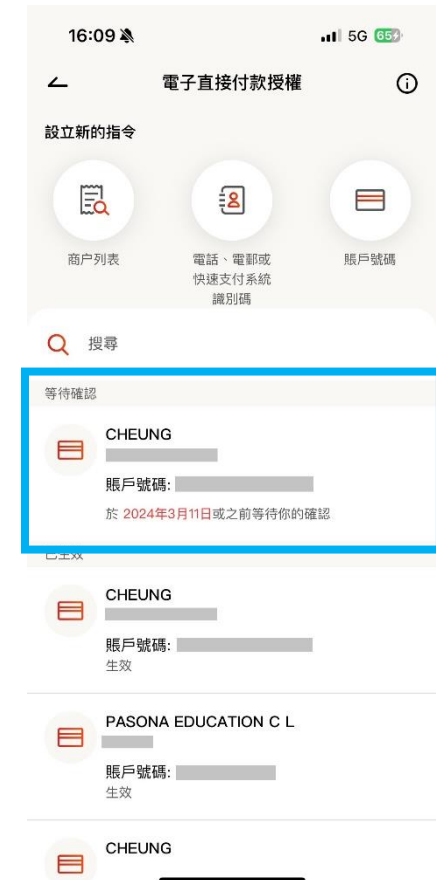 16:09
5G 65
電子直接付款授權
設立新的指令
商户列表
電話、電郵或
快速支付系統
識別碼
賬戶號碼
搜尋
等待確認
CHEUNG
賬戶號碼:
於 2024年3月11日或之前等待你的確認
已生效
CHEUNG
賬戶號碼:
生效
PASONA EDUCATION C L
賬戶號碼:
生效
CHEUNG